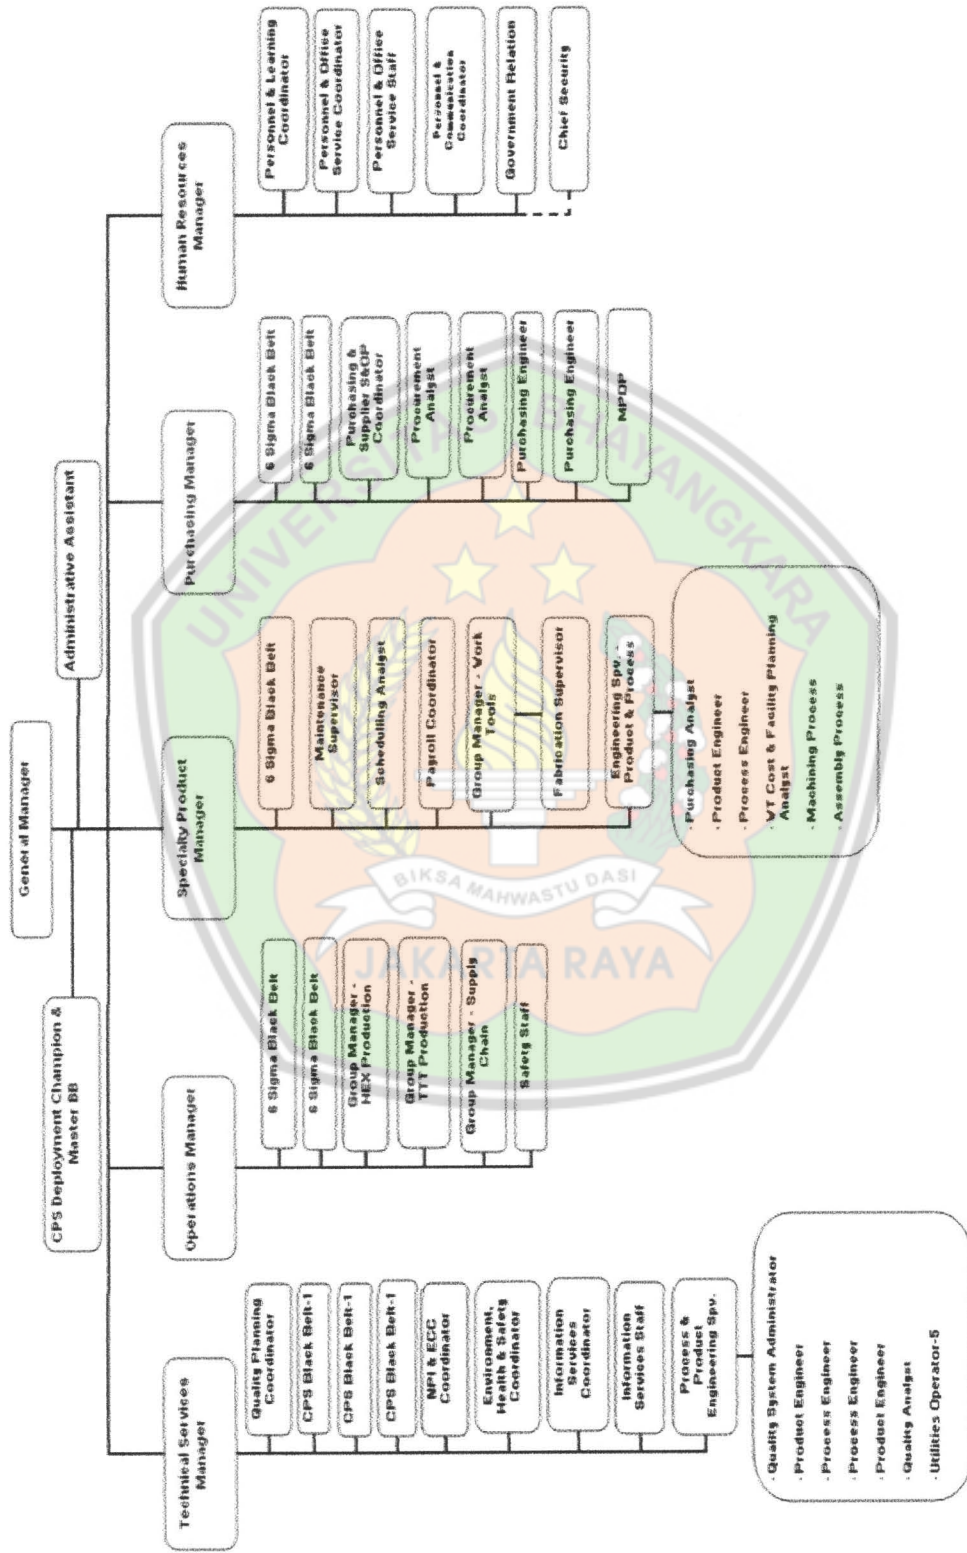 General Manager
CPS Deployment Champion &
Master BB
Administrative Assistant
Technical Services
Manager
Quality Planning
Coordinator
CPS Black Belt-1
CPS Black Belt-1
CPS Black Belt-1
NPI & ECC
Coordinator
Environment,
Health & Safety
Coordinator
Information
Services
Coordinator
Information
Services Staff
Process &
Product
Engineering Spv.
- Quality System Administrator
- Product Engineer
- Process Engineer
- Process Engineer
- Product Engineer
- Quality Analyst
- Utilities Operator-5
Operations Manager
6 Sigma Black Belt
6 Sigma Black Belt
Group Manager -
HEX Production
Group Manager -
TTT Production
Group Manager - Supply
Chain
Safety Staff
Specialty Product
Manager
6 Sigma Black Belt
Maintenance
Supervisor
Schedulling Analyst
Payroll Coordinator
Group Manager - Work
Tools
Fabrication Supervisor
Engineering Spv. -
Product & Process
- Purchasing Analyst
- Product Engineer
- Process Engineer
- WT Cost & Facility Planning
Analyst
- Machining Process
- Assembly Process
Purchasing Manager
6 Sigma Black Belt
6 Sigma Black Belt
Purchasing &
Supplier S&OP
Coordinator
Procurement
Analyst
Procurement
Analyst
Purchasing Engineer
Purchasing Engineer
MPDP
Human Resources
Manager
Personnel & Learning
Coordinator
Personnel & Office
Service Coordinator
Personnel & Office
Service Staff
Personnel &
Communication
Coordinator
Government Relation
Chief Security
UNIVERSITAS BHAYANGKARA
BIKSA MAHWASTU DASI
JAKARTA RAYA